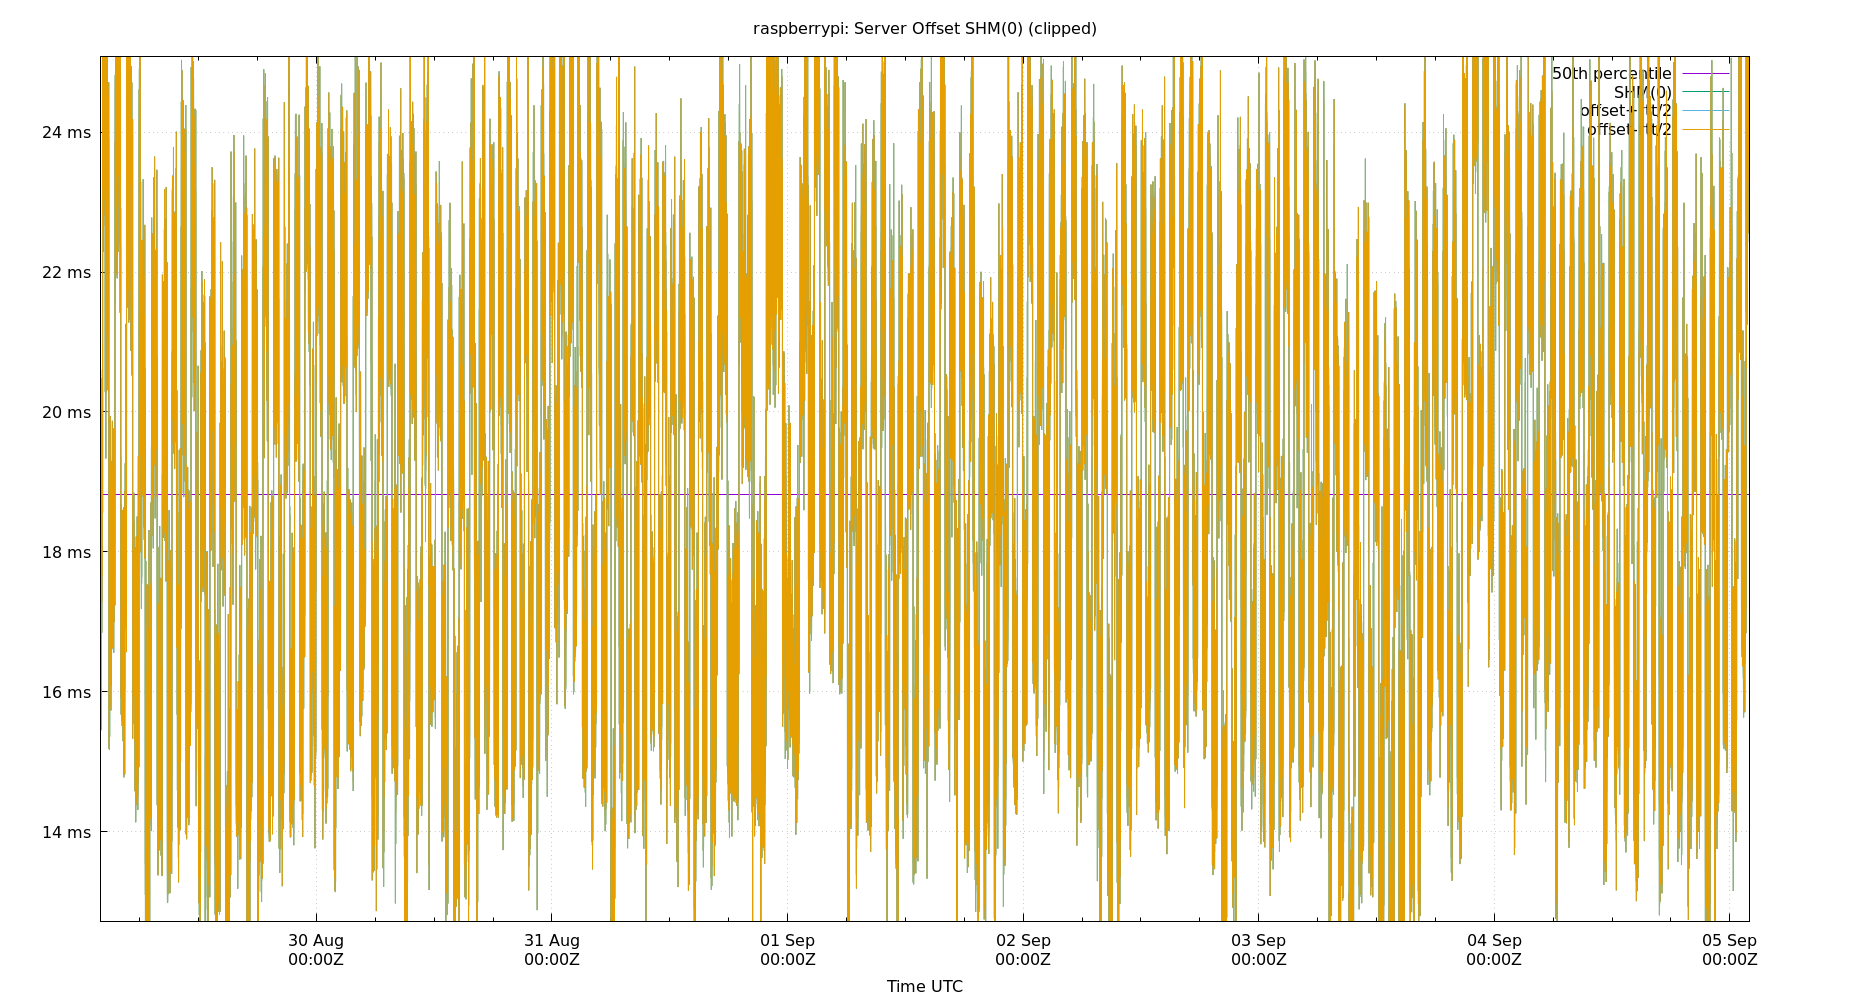 raspberrypi: Server Offset SHM(0) (clipped)
50th percentile
SHM(0)
offset+rtt/2
offset-rtt/2
24 ms
22 ms
20 ms
18 ms
16 ms
14 ms
30 Aug 31 Aug 01 Sep 02 Sep 03 Sep 04 Sep 05 Sep
00:00Z 00:00Z 00:00Z 00:00Z 00:00Z 00:00Z 00:00Z
Time UTC